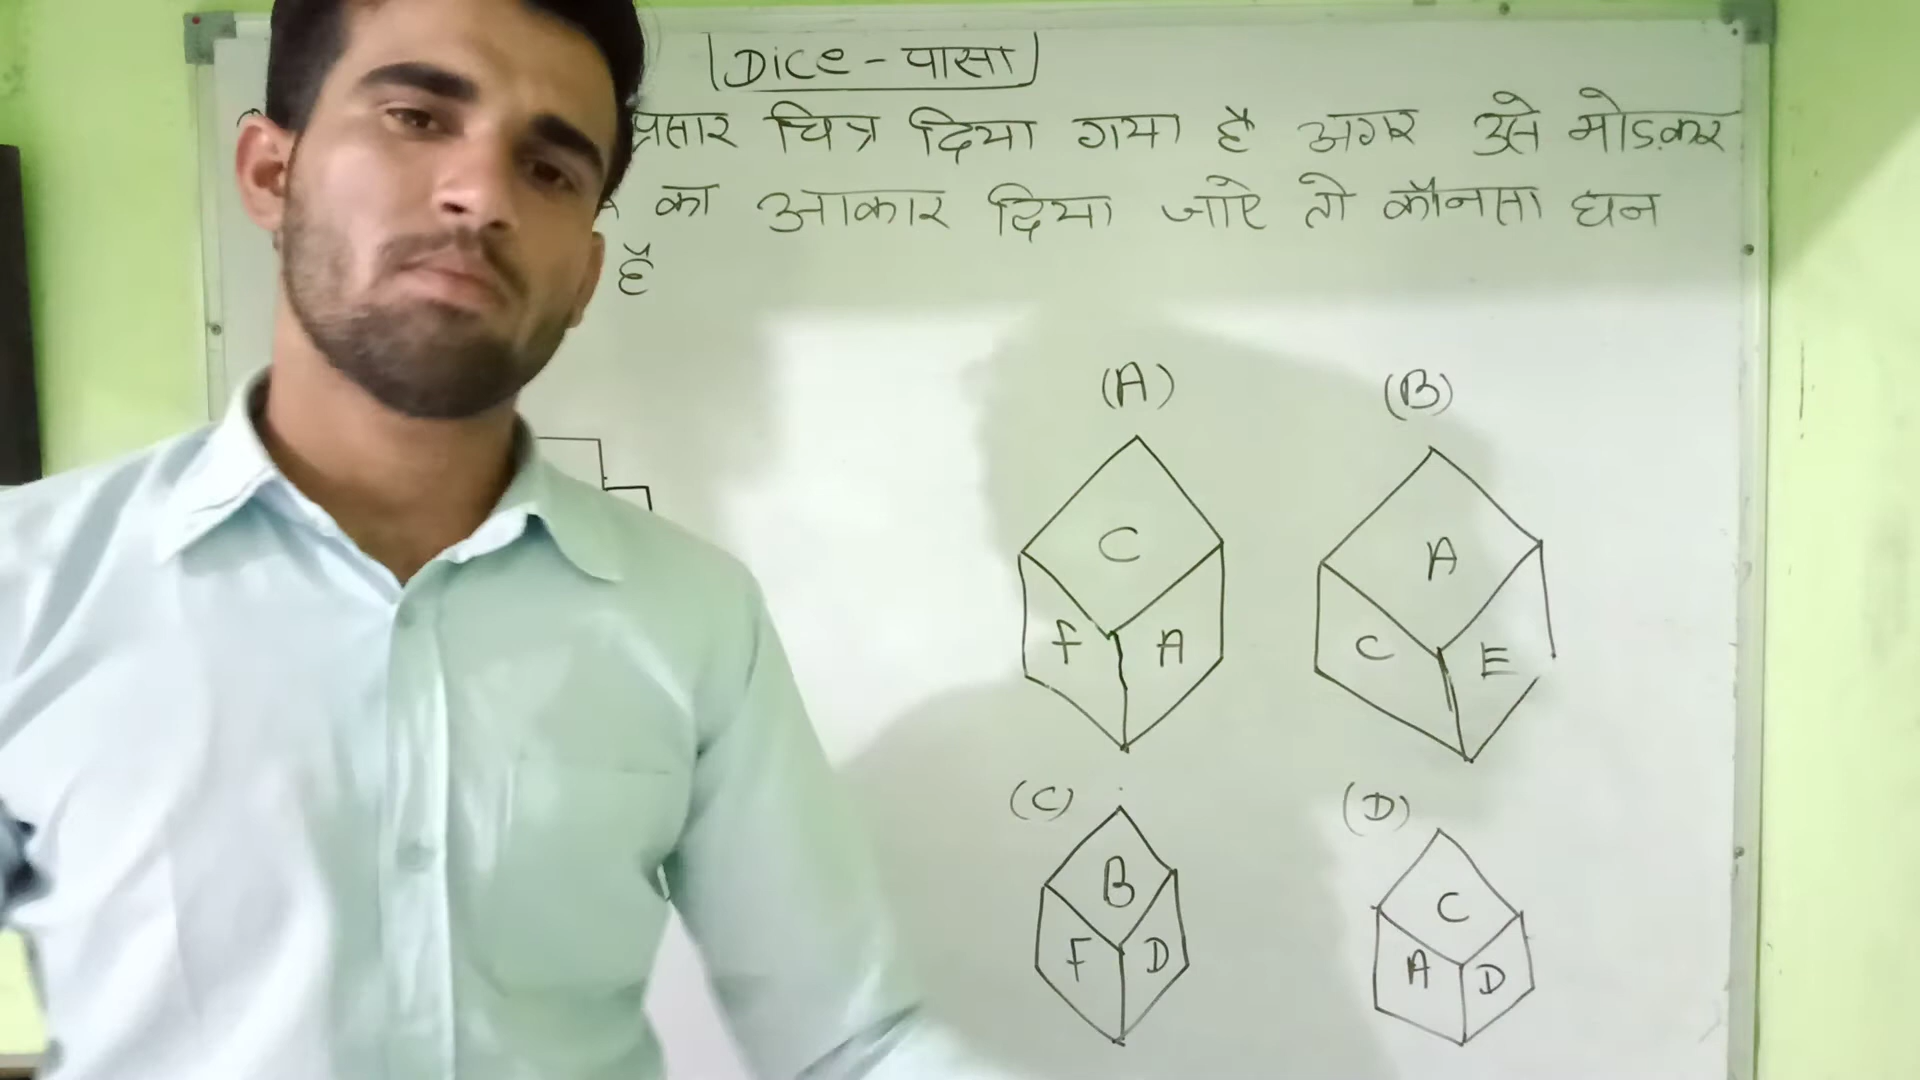 Dice - पासा
प्रसार चित्र दिया गया है अगर उसे मोड़कर
का आकार दिया जाऐ तो कौनसा घन
है
(A) (B)
C A
F A C E
(C) (D)
B C
F D A D